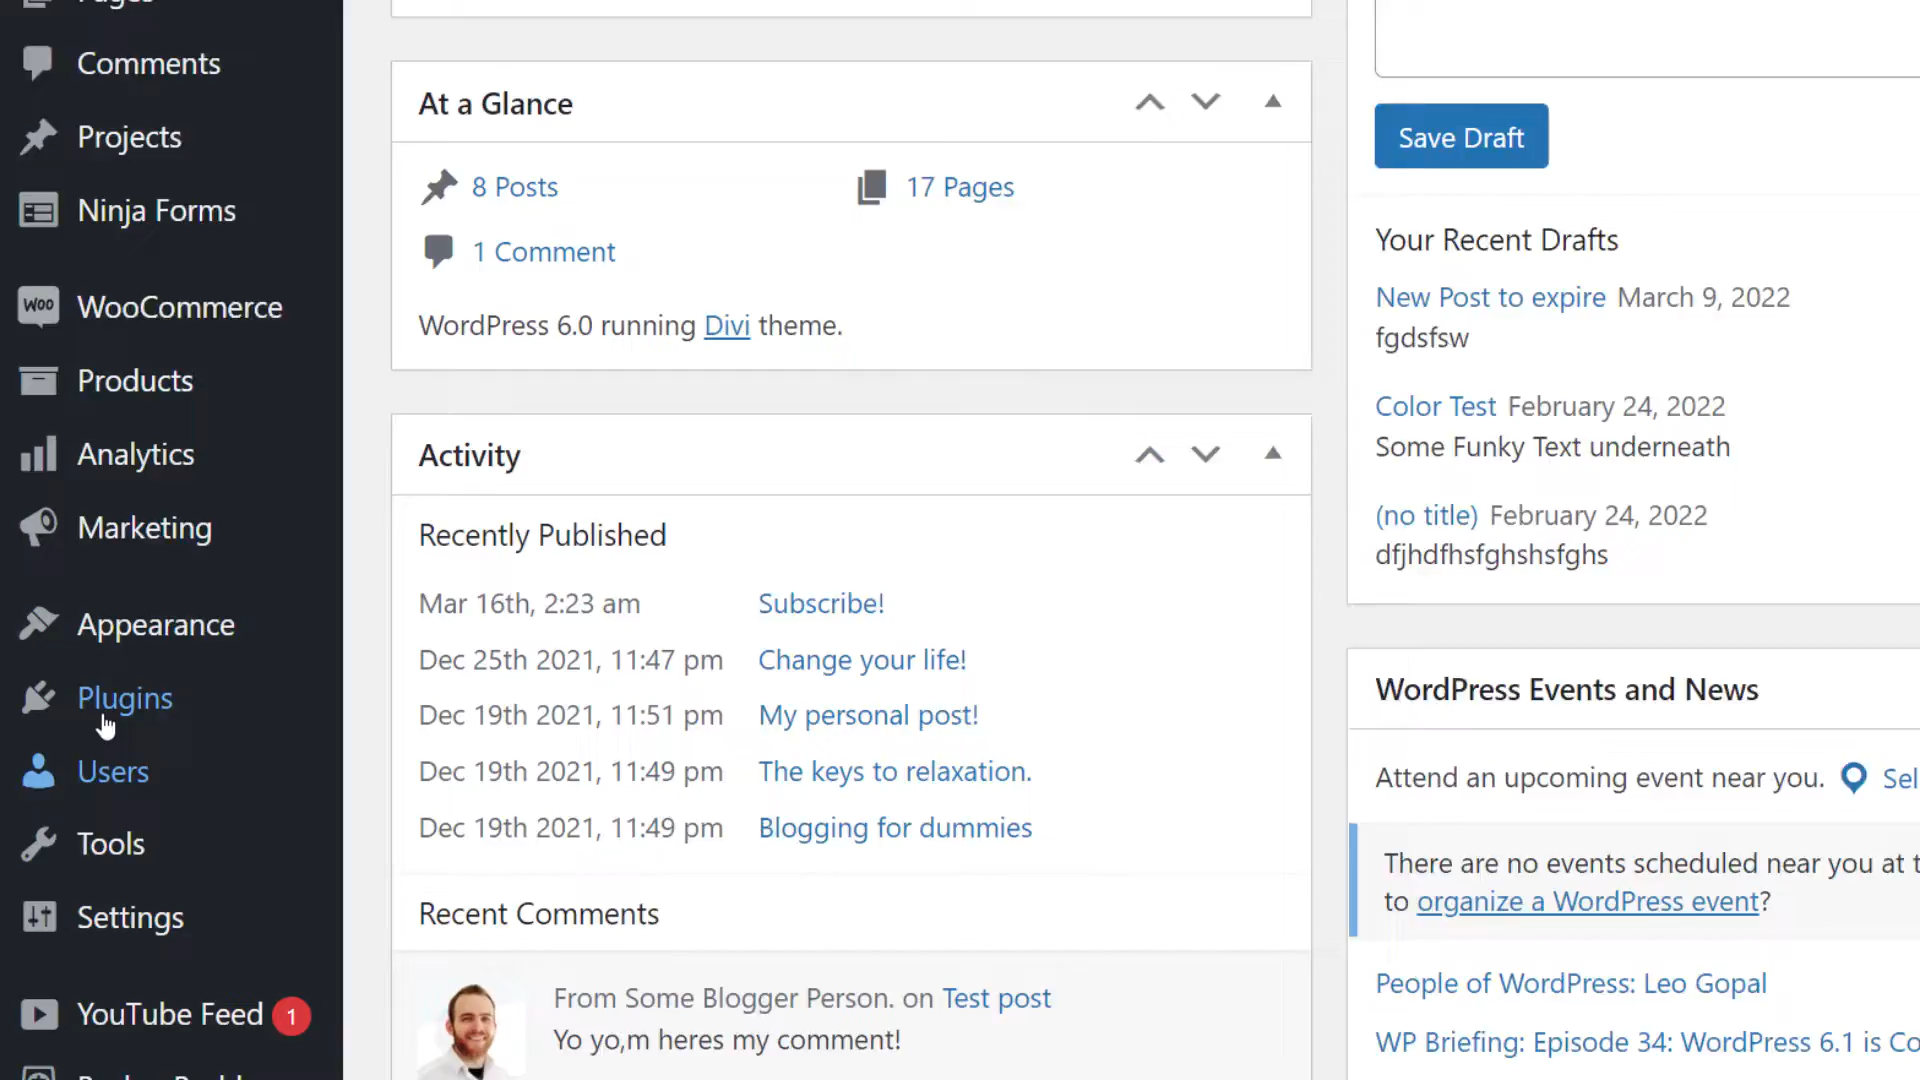 Pages
Comments
Projects
Ninja Forms
Woo WooCommerce
Products
Analytics
Marketing
Appearance
Plugins
Users
Tools
Settings
YouTube Feed 1
At a Glance
8 Posts
17 Pages
1 Comment
WordPress 6.0 running Divi theme.
Activity
Recently Published
Mar 16th, 2:23 am Subscribe!
Dec 25th 2021, 11:47 pm Change your life!
Dec 19th 2021, 11:51 pm My personal post!
Dec 19th 2021, 11:49 pm The keys to relaxation.
Dec 19th 2021, 11:49 pm Blogging for dummies
Recent Comments
From Some Blogger Person. on Test post
Yo yo,m heres my comment!
Save Draft
Your Recent Drafts
New Post to expire March 9, 2022
fgdsfsw
Color Test February 24, 2022
Some Funky Text underneath
(no title) February 24, 2022
dfjhdfhsfghshsfghs
WordPress Events and News
Attend an upcoming event near you. Sel
There are no events scheduled near you at t
to organize a WordPress event?
People of WordPress: Leo Gopal
WP Briefing: Episode 34: WordPress 6.1 is Co